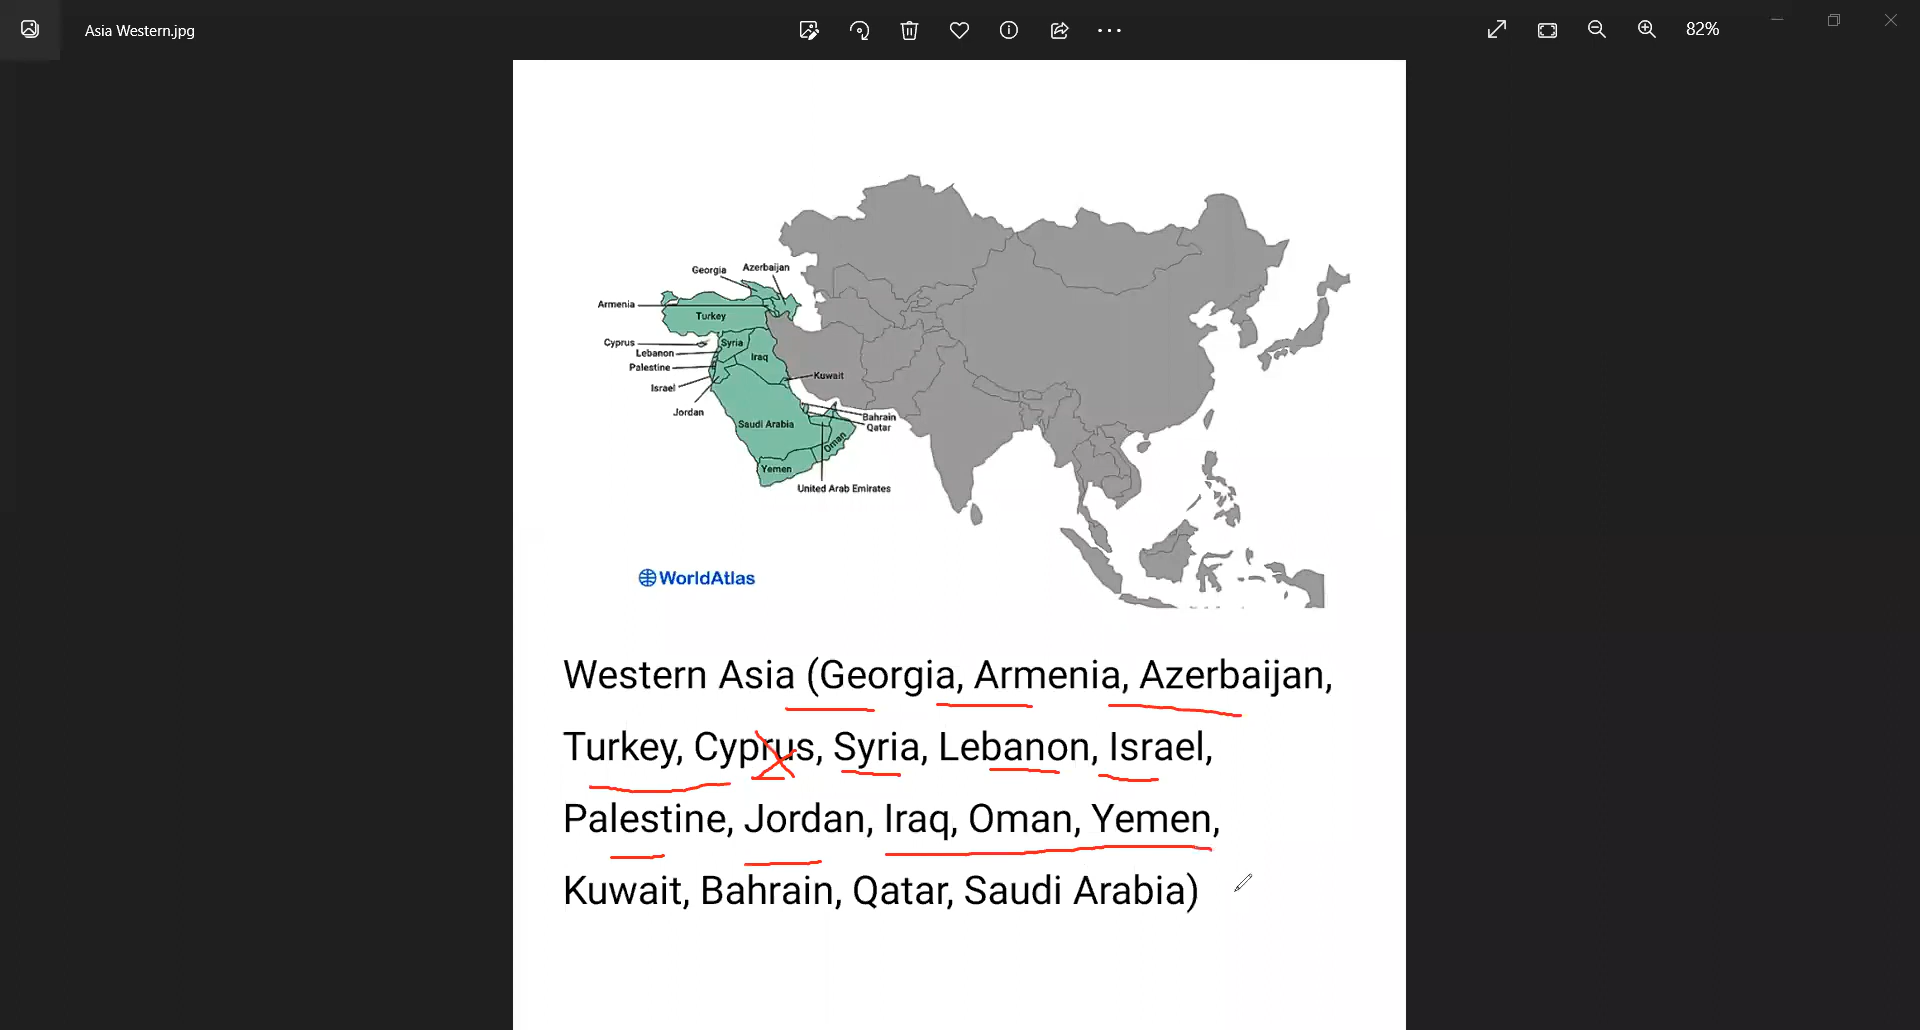 Asia Western.jpg
82%
Georgia
Azerbaijan
Armenia
Turkey
Cyprus
Syria
Lebanon
Iraq
Palestine
Kuwait
Israel
Jordan
Bahrain
Saudi Arabia
Qatar
Oman
Yemen
United Arab Emirates
WorldAtlas
Western Asia (Georgia, Armenia, Azerbaijan,
Turkey, Cyprus, Syria, Lebanon, Israel,
Palestine, Jordan, Iraq, Oman, Yemen,
Kuwait, Bahrain, Qatar, Saudi Arabia)